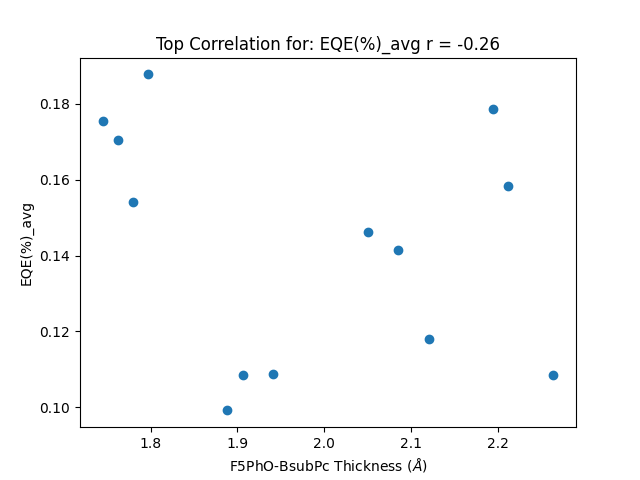 Top Correlation for: EQE(%)_avg r = -0.26
EQE(%)_avg
0.18
0.16
0.14
0.12
0.10
1.8 1.9 2.0 2.1 2.2
F5PhO-BsubPc Thickness (Å)